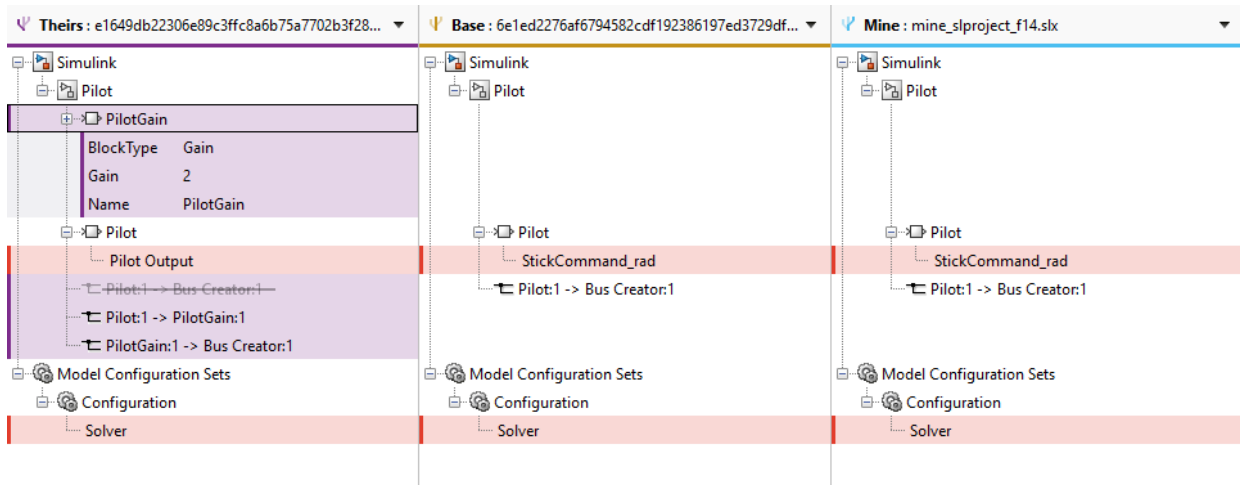 Theirs : e1649db22306e89c3ffc8a6b75a7702b3f28...
Simulink
Pilot
PilotGain
BlockType Gain
Gain 2
Name PilotGain
Pilot
Pilot Output
Pilot:1 -> Bus Creator:1
Pilot:1 -> PilotGain:1
PilotGain:1 -> Bus Creator:1
Model Configuration Sets
Configuration
Solver
Base : 6e1ed2276af6794582cdf192386197ed3729df...
Simulink
Pilot
Pilot
StickCommand_rad
Pilot:1 -> Bus Creator:1
Model Configuration Sets
Configuration
Solver
Mine : mine_slproject_f14.slx
Simulink
Pilot
Pilot
StickCommand_rad
Pilot:1 -> Bus Creator:1
Model Configuration Sets
Configuration
Solver